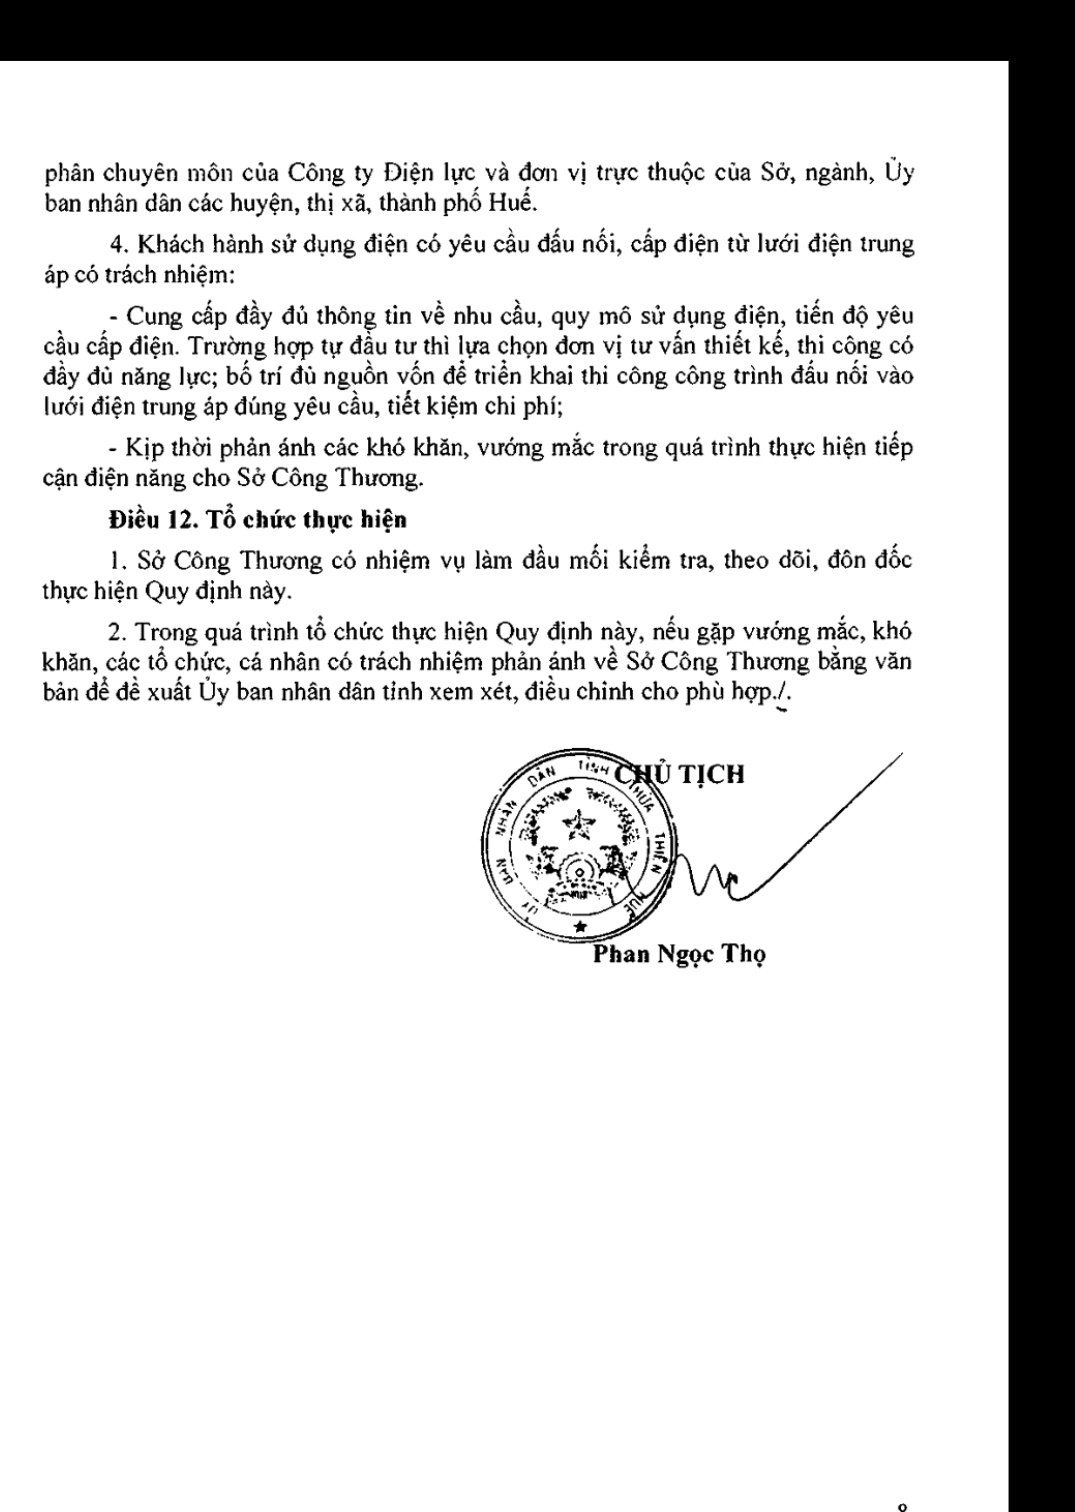 phân chuyên môn của Công ty Điện lực và đơn vị trực thuộc của Sở, ngành, Ủy
ban nhân dân các huyện, thị xã, thành phố Huế.
4. Khách hành sử dụng điện có yêu cầu đấu nối, cấp điện từ lưới điện trung
áp có trách nhiệm:
- Cung cấp đầy đủ thông tin về nhu cầu, quy mô sử dụng điện, tiến độ yêu
cầu cấp điện. Trường hợp tự đầu tư thì lựa chọn đơn vị tư vấn thiết kế, thi công có
đầy đủ năng lực; bố trí đủ nguồn vốn để triển khai thi công công trình đấu nối vào
lưới điện trung áp đúng yêu cầu, tiết kiệm chi phí;
- Kịp thời phản ánh các khó khăn, vướng mắc trong quá trình thực hiện tiếp
cận điện năng cho Sở Công Thương.
Điều 12. Tổ chức thực hiện
1. Sở Công Thương có nhiệm vụ làm đầu mối kiểm tra, theo dõi, đôn đốc
thực hiện Quy định này.
2. Trong quá trình tổ chức thực hiện Quy định này, nếu gặp vướng mắc, khó
khăn, các tổ chức, cá nhân có trách nhiệm phản ánh về Sở Công Thương bằng văn
bản để đề xuất Ủy ban nhân dân tỉnh xem xét, điều chỉnh cho phù hợp./.
CHỦ TỊCH
ỦY BAN NHÂN DÂN TỈNH THỪA THIÊN HUẾ
Phan Ngọc Thọ